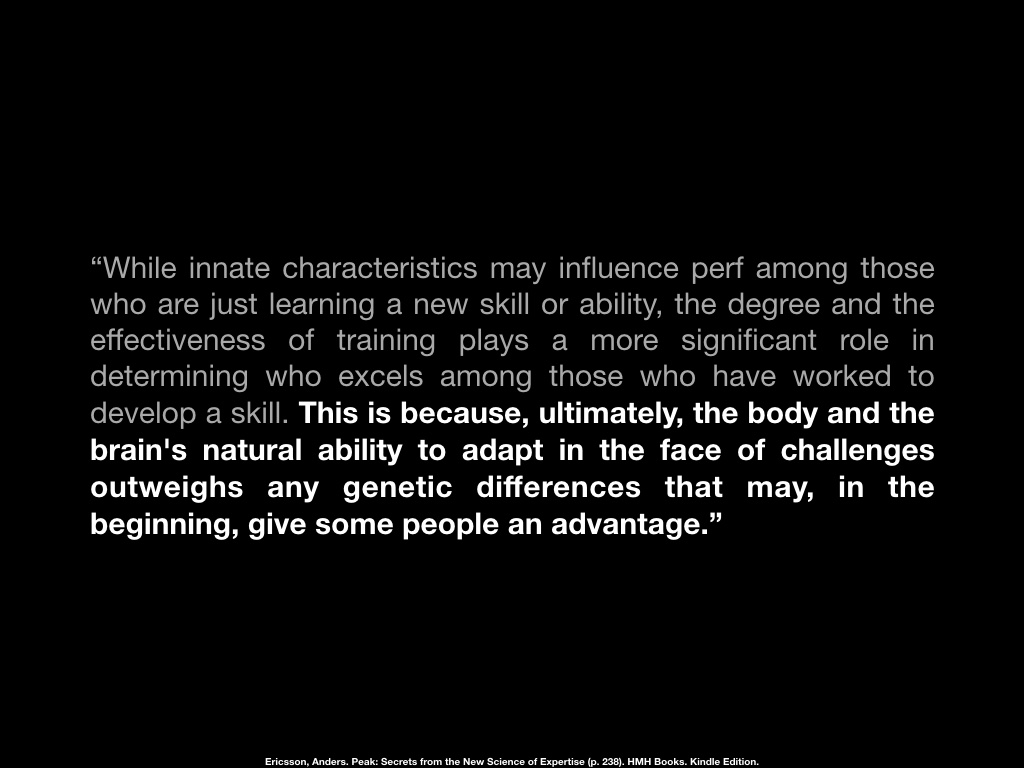 “While innate characteristics may influence perf among those
who are just learning a new skill or ability, the degree and the
effectiveness of training plays a more significant role in
determining who excels among those who have worked to
develop a skill. This is because, ultimately, the body and the
brain's natural ability to adapt in the face of challenges
outweighs any genetic differences that may, in the
beginning, give some people an advantage.”
Ericsson, Anders. Peak: Secrets from the New Science of Expertise (p. 238). HMH Books. Kindle Edition.